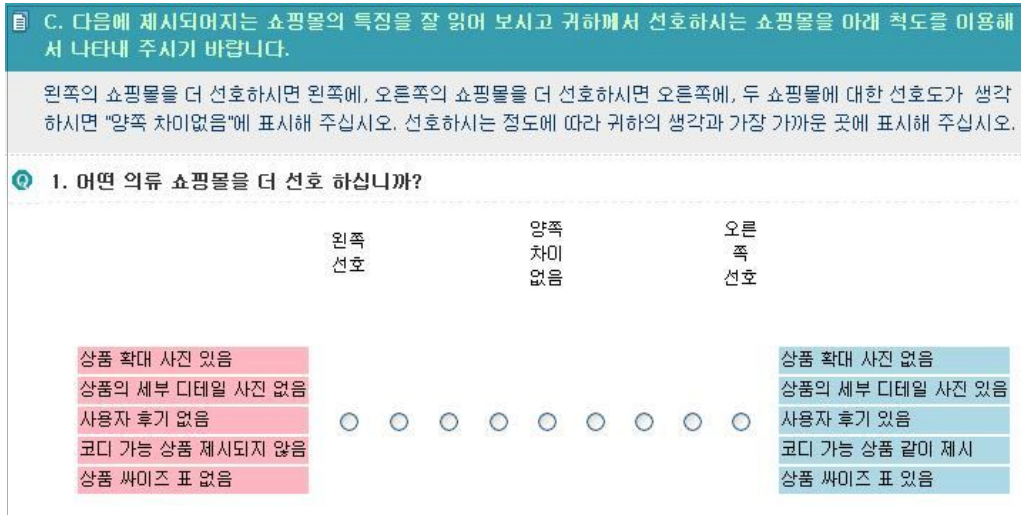 C. 다음에 제시되어지는 쇼핑몰의 특징을 잘 읽어 보시고 귀하께서 선호하시는 쇼핑몰을 아래 척도를 이용해
서 나타내 주시기 바랍니다.
왼쪽의 쇼핑몰을 더 선호하시면 왼쪽에, 오른쪽의 쇼핑몰을 더 선호하시면 오른쪽에, 두 쇼핑몰에 대한 선호도가 생각
하시면 "양쪽 차이없음"에 표시해 주십시오. 선호하시는 정도에 따라 귀하의 생각과 가장 가까운 곳에 표시해 주십시오.
Q 1. 어떤 의류 쇼핑몰을 더 선호 하십니까?
왼쪽
선호
양쪽
차이
없음
오른
쪽
선호
상품 확대 사진 있음
상품의 세부 디테일 사진 없음
사용자 후기 없음
코디 가능 상품 제시되지 않음
상품 싸이즈 표 없음
상품 확대 사진 없음
상품의 세부 디테일 사진 있음
사용자 후기 있음
코디 가능 상품 같이 제시
상품 싸이즈 표 있음